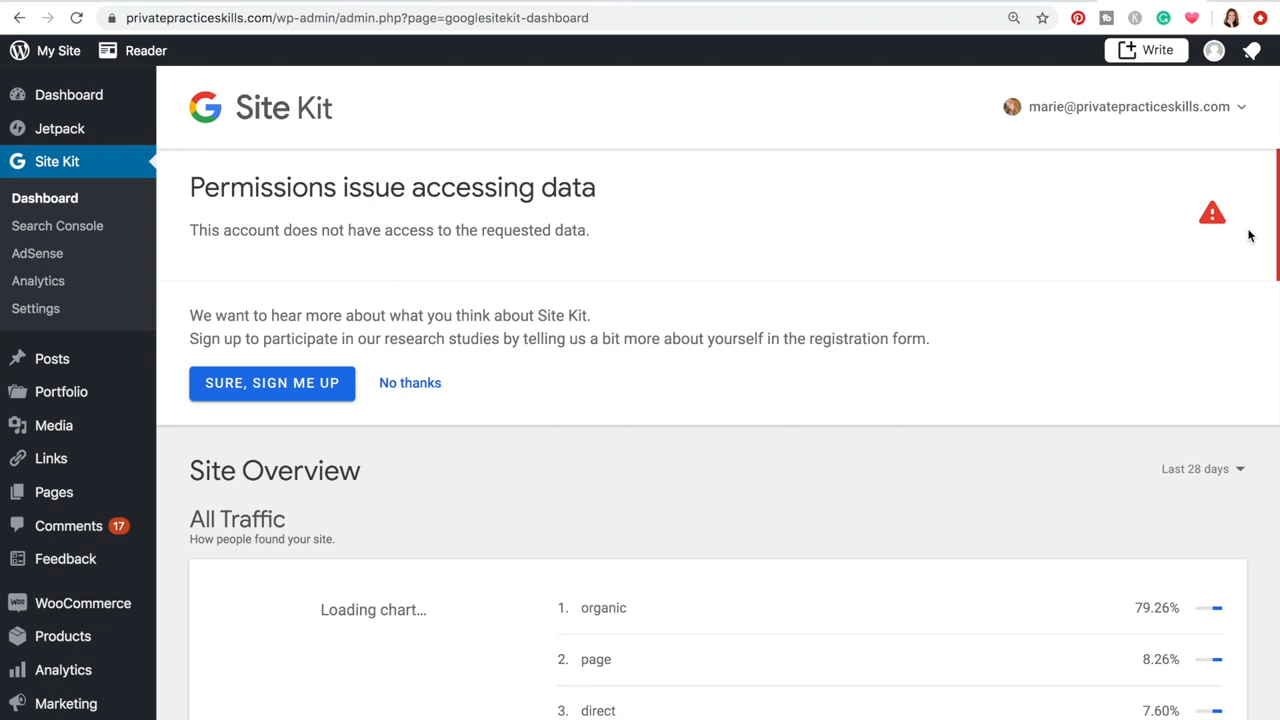 privatepracticeskills.com/wp-admin/admin.php?page=googlesitekit-dashboard
My Site
Reader
Write
Dashboard
Jetpack
Site Kit
Dashboard
Search Console
AdSense
Analytics
Settings
Posts
Portfolio
Media
Links
Pages
Comments 17
Feedback
WooCommerce
Products
Analytics
Marketing
Site Kit
marie@privatepracticeskills.com
Permissions issue accessing data
This account does not have access to the requested data.
We want to hear more about what you think about Site Kit.
Sign up to participate in our research studies by telling us a bit more about yourself in the registration form.
SURE, SIGN ME UP
No thanks
Site Overview
Last 28 days
All Traffic
How people found your site.
Loading chart...
1. organic 79.26%
2. page 8.26%
3. direct 7.60%